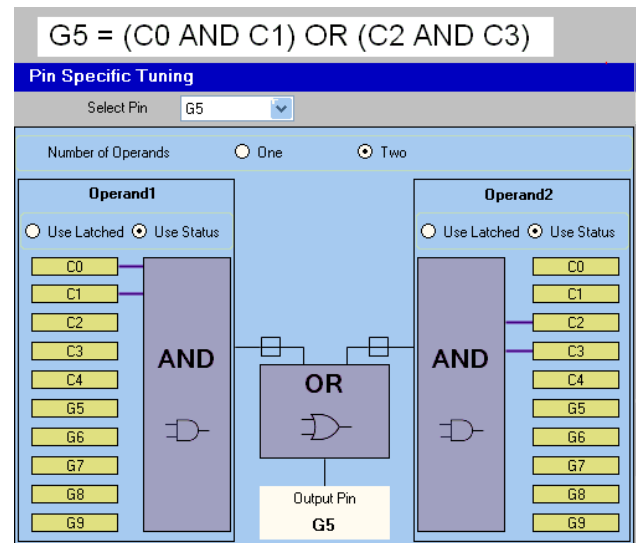 G5 = (C0 AND C1) OR (C2 AND C3)
Pin Specific Tuning
Select Pin G5
Number of Operands One Two
Operand1
Use Latched Use Status
C0
C1
C2
C3
C4
G5
G6
G7
G8
G9
AND
OR
Output Pin
G5
Operand2
Use Latched Use Status
AND
C0
C1
C2
C3
C4
G5
G6
G7
G8
G9